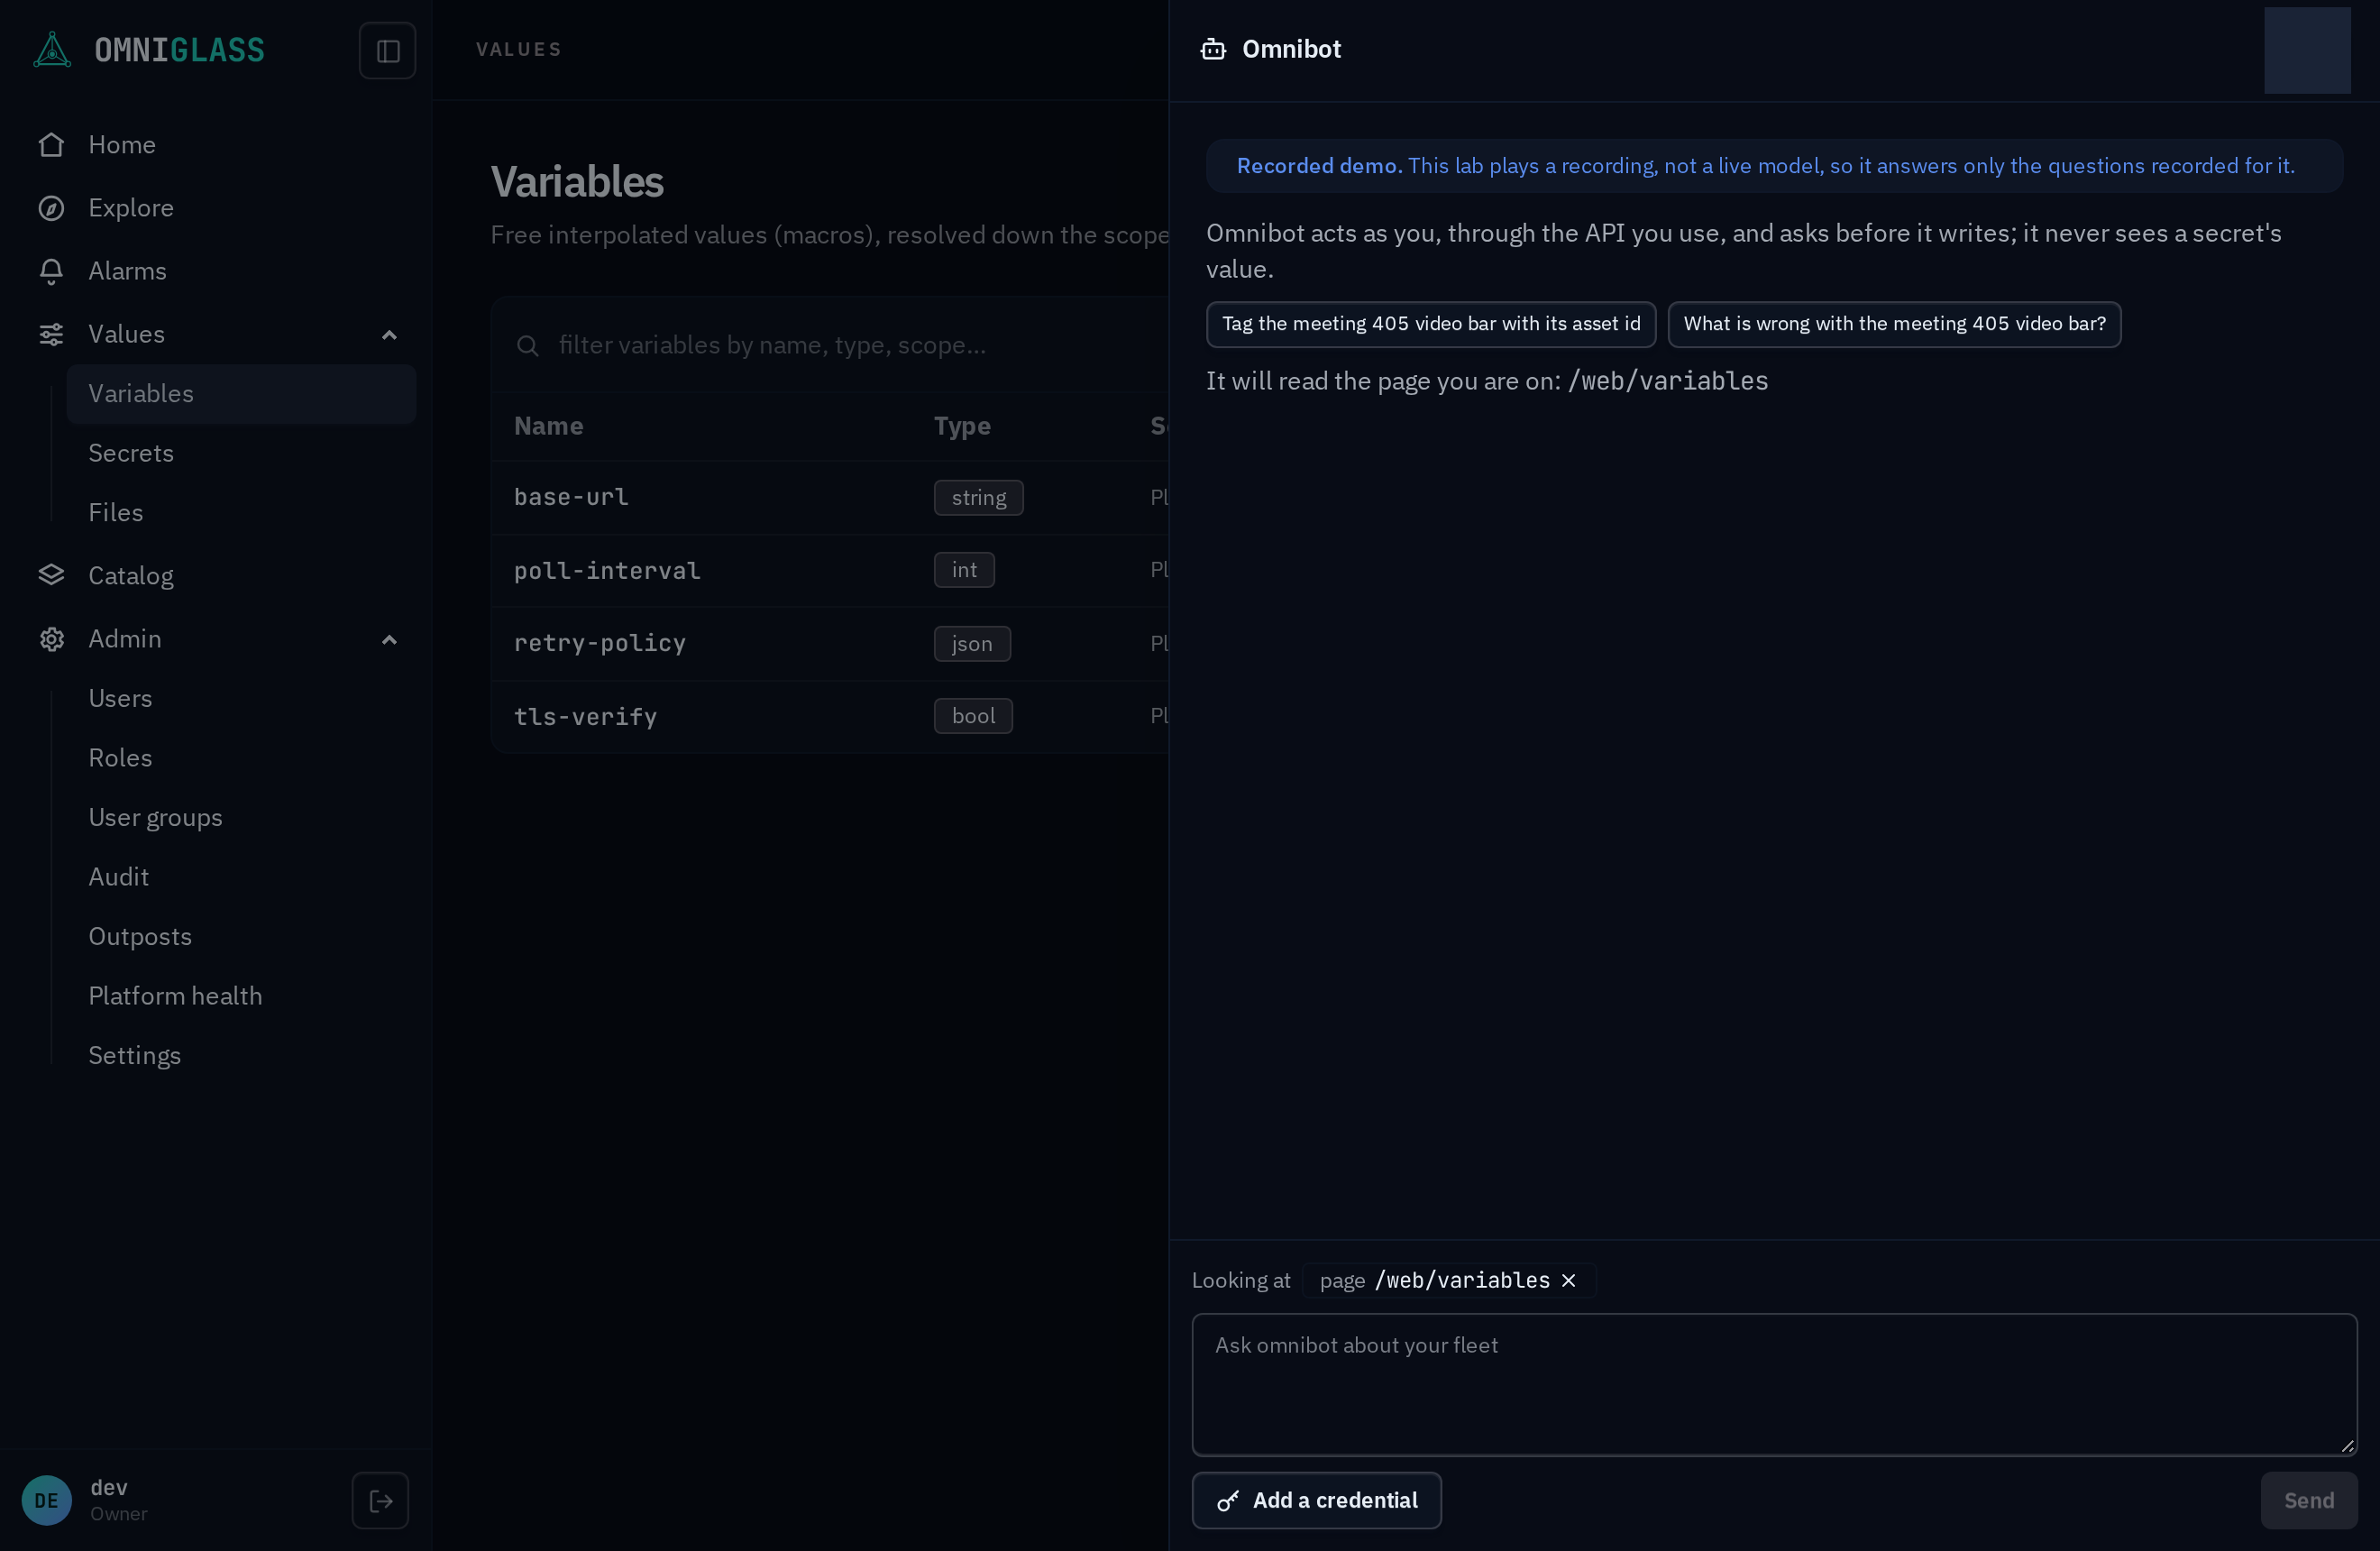 OMNIGLASS
Home
Explore
Alarms
Values
Variables
Secrets
Files
Catalog
Admin
Users
Roles
User groups
Audit
Outposts
Platform health
Settings
DE
dev
Owner
VALUES
Variables
Free interpolated values (macros), resolved down the scope
filter variables by name, type, scope...
Name Type
base-url string
poll-interval int
retry-policy json
tls-verify bool
Omnibot
Recorded demo. This lab plays a recording, not a live model, so it answers only the questions recorded for it.
Omnibot acts as you, through the API you use, and asks before it writes; it never sees a secret's
value.
Tag the meeting 405 video bar with its asset id
What is wrong with the meeting 405 video bar?
It will read the page you are on: /web/variables
Looking at page /web/variables
Ask omnibot about your fleet
Add a credential
Send